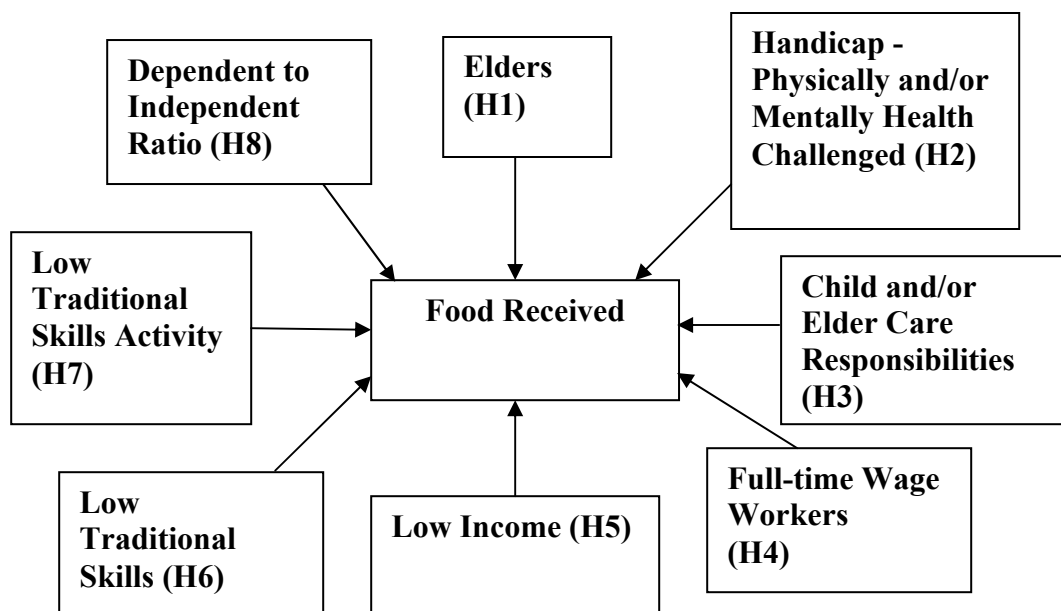 Dependent to
Independent
Ratio (H8)
Elders
(H1)
Handicap -
Physically and/or
Mentally Health
Challenged (H2)
Low
Traditional
Skills Activity
(H7)
Food Received
Child and/or
Elder Care
Responsibilities
(H3)
Low
Traditional
Skills (H6)
Low Income (H5)
Full-time Wage
Workers
(H4)